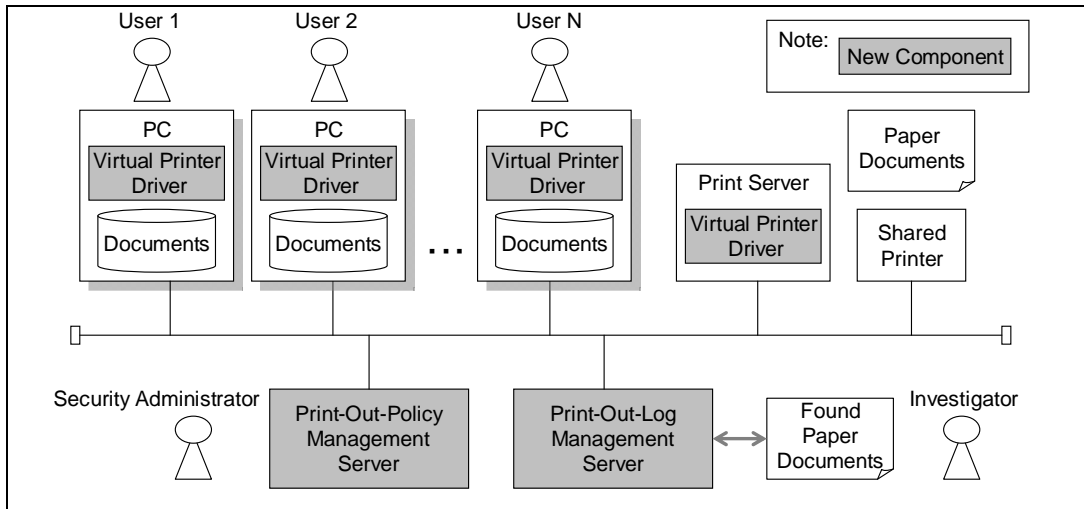 User 1
User 2
User N
Note:
New Component
PC
Virtual Printer
Driver
Documents
PC
Virtual Printer
Driver
Documents
...
PC
Virtual Printer
Driver
Documents
Print Server
Virtual Printer
Driver
Paper
Documents
Shared
Printer
Security Administrator
Print-Out-Policy
Management
Server
Print-Out-Log
Management
Server
Found
Paper
Documents
Investigator